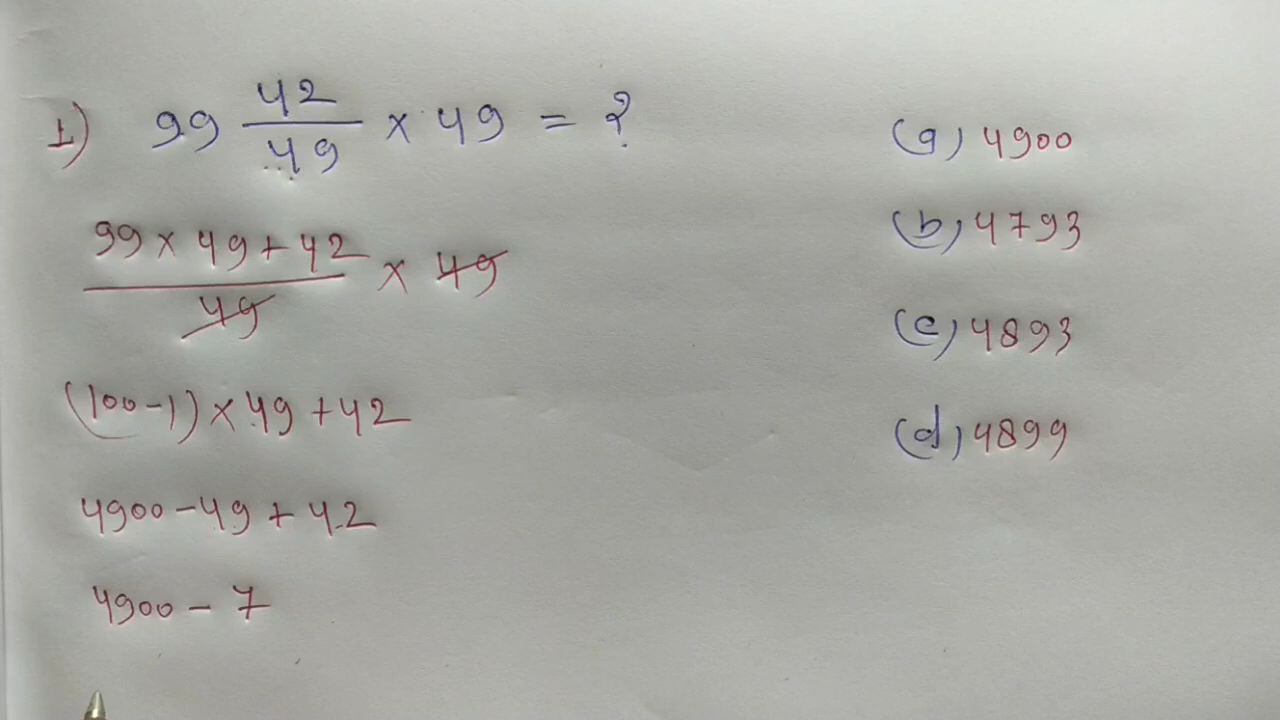 1) 99 42/49 × 49 = ?
(a) 4900
(b) 4793
(c) 4893
(d) 4899
99 × 49 + 42 / 49 × 49
(100-1) × 49 + 42
4900 - 49 + 42
4900 - 7